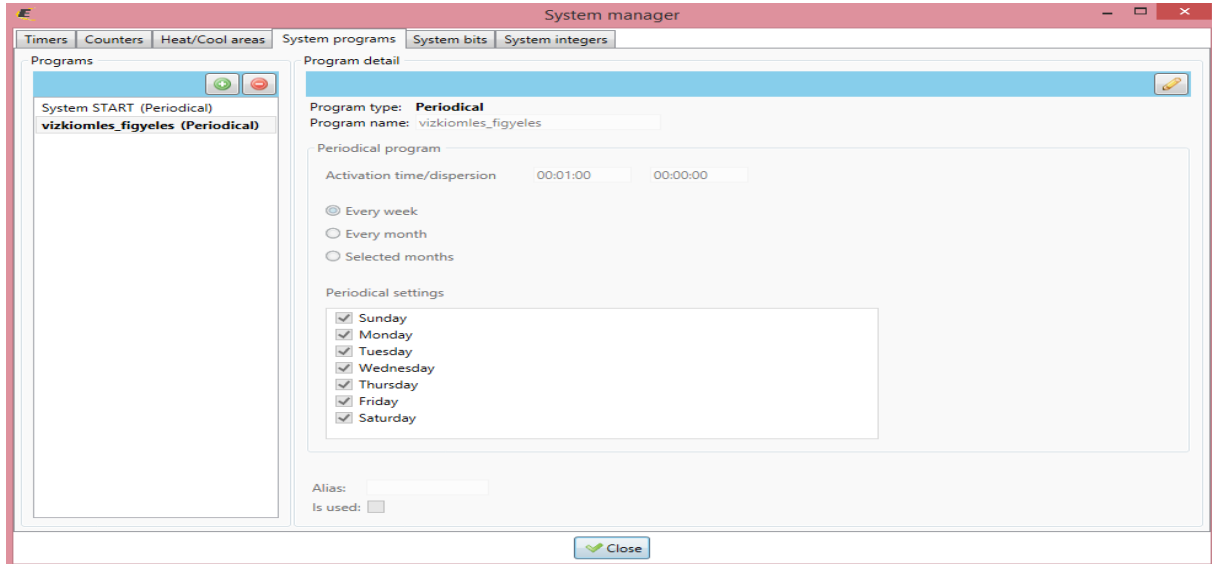 System manager
Timers Counters Heat/Cool areas System programs System bits System integers
Programs
System START (Periodical)
vizkiomles_figyeles (Periodical)
Program detail
Program type: Periodical
Program name: vizkiomles_figyeles
Periodical program
Activation time/dispersion 00:01:00 00:00:00
Every week
Every month
Selected months
Periodical settings
Sunday
Monday
Tuesday
Wednesday
Thursday
Friday
Saturday
Alias:
Is used:
Close